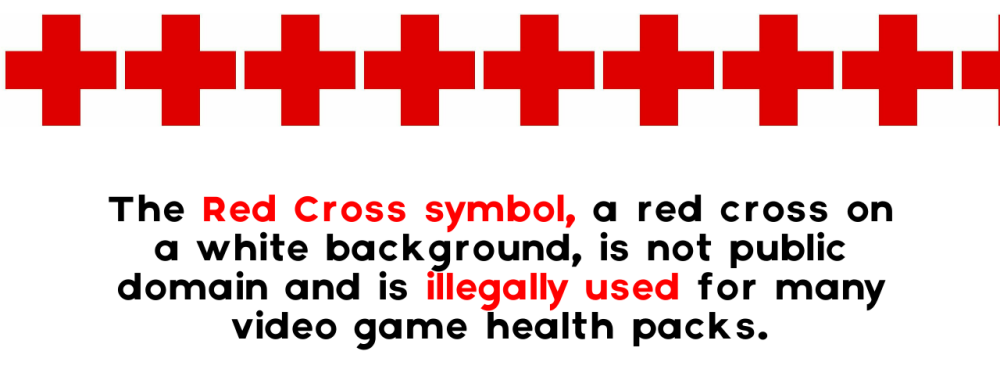 The Red Cross symbol, a red cross on
a white background, is not public
domain and is illegally used for many
video game health packs.